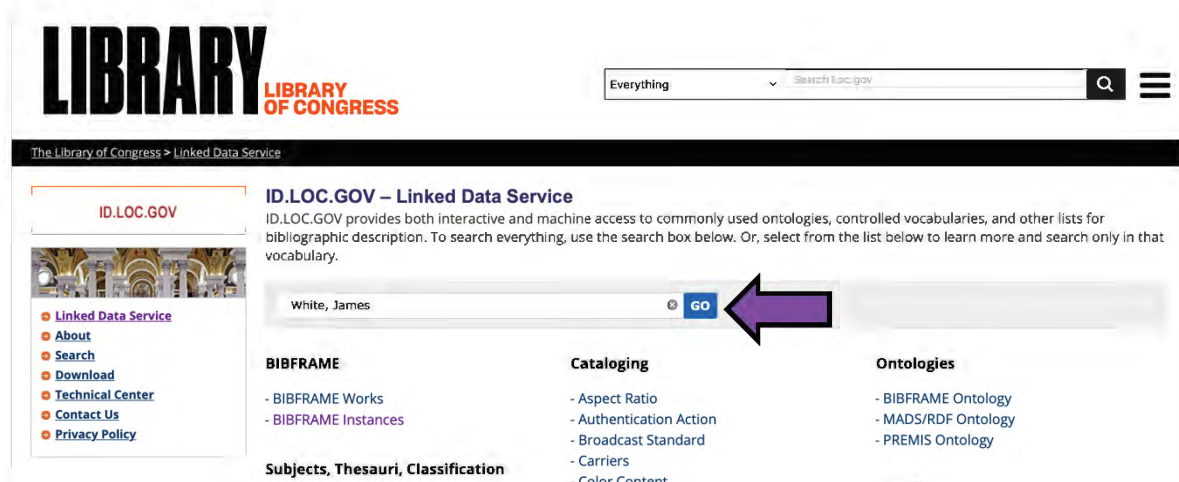 LIBRARY
LIBRARY
OF CONGRESS
Everything
Search Loc.gov
The Library of Congress > Linked Data Service
ID.LOC.GOV
Linked Data Service
About
Search
Download
Technical Center
Contact Us
Privacy Policy
ID.LOC.GOV – Linked Data Service
ID.LOC.GOV provides both interactive and machine access to commonly used ontologies, controlled vocabularies, and other lists for
bibliographic description. To search everything, use the search box below. Or, select from the list below to learn more and search only in that
vocabulary.
White, James
GO
BIBFRAME
- BIBFRAME Works
- BIBFRAME Instances
Subjects, Thesauri, Classification
Cataloging
- Aspect Ratio
- Authentication Action
- Broadcast Standard
- Carriers
- Color Content
Ontologies
- BIBFRAME Ontology
- MADS/RDF Ontology
- PREMIS Ontology